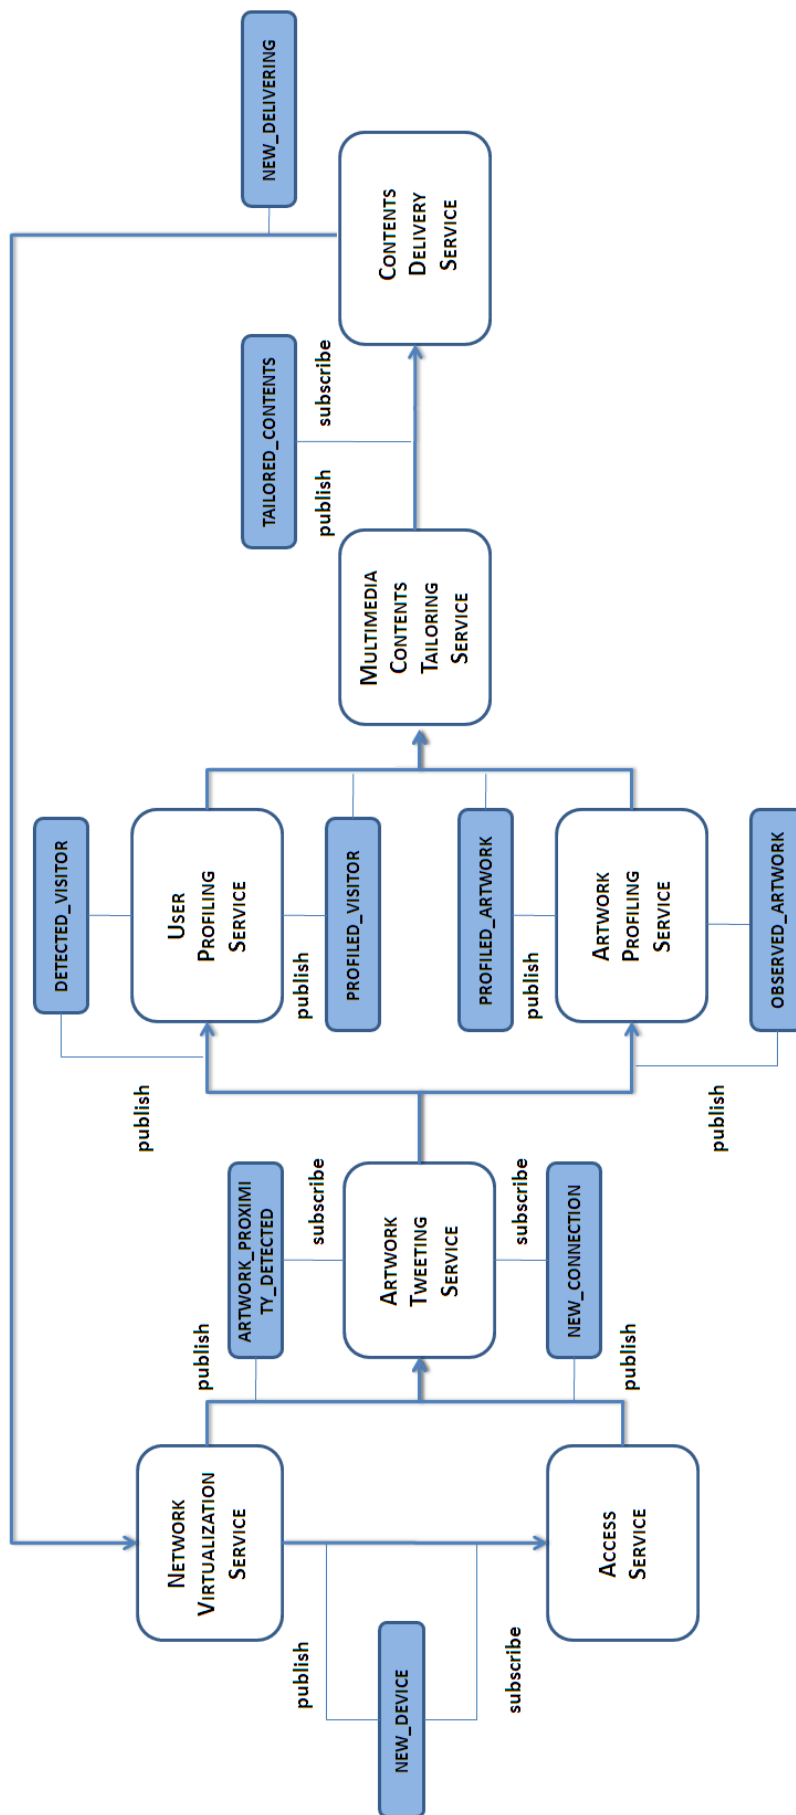 NEW_DEVICE
publish
subscribe
NETWORK
VIRTUALIZATION
SERVICE
ACCESS
SERVICE
publish
ARTWORK_PROXIMI
TY_DETECTED
subscribe
ARTWORK
TWEETING
SERVICE
subscribe
NEW_CONNECTION
publish
publish
DETECTED_VISITOR
USER
PROFILING
SERVICE
publish
PROFILED_VISITOR
PROFILED_ARTWORK
publish
ARTWORK
PROFILING
SERVICE
OBSERVED_ARTWORK
publish
MULTIMEDIA
CONTENTS
TAILORING
SERVICE
TAILORED_CONTENTS
publish
subscribe
CONTENTS
DELIVERY
SERVICE
NEW_DELIVERING